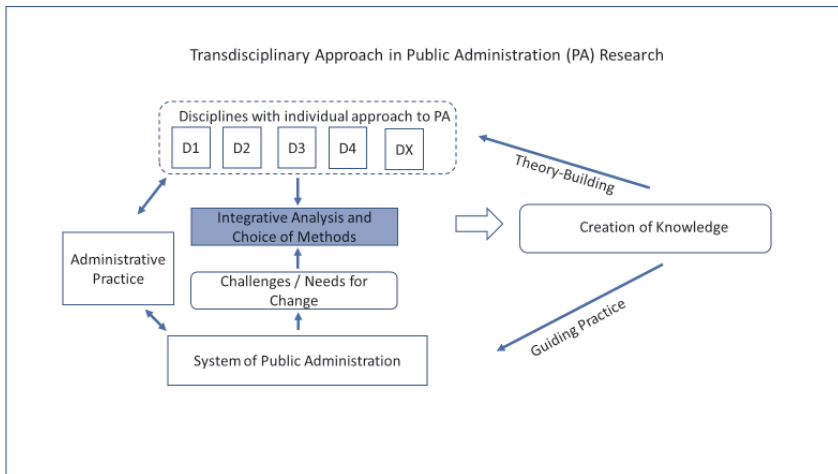 Transdisciplinary Approach in Public Administration (PA) Research
Disciplines with individual approach to PA
D1 D2 D3 D4 DX
Theory-Building
Integrative Analysis and
Choice of Methods
Creation of Knowledge
Administrative
Practice
Challenges / Needs for
Change
Guiding Practice
System of Public Administration